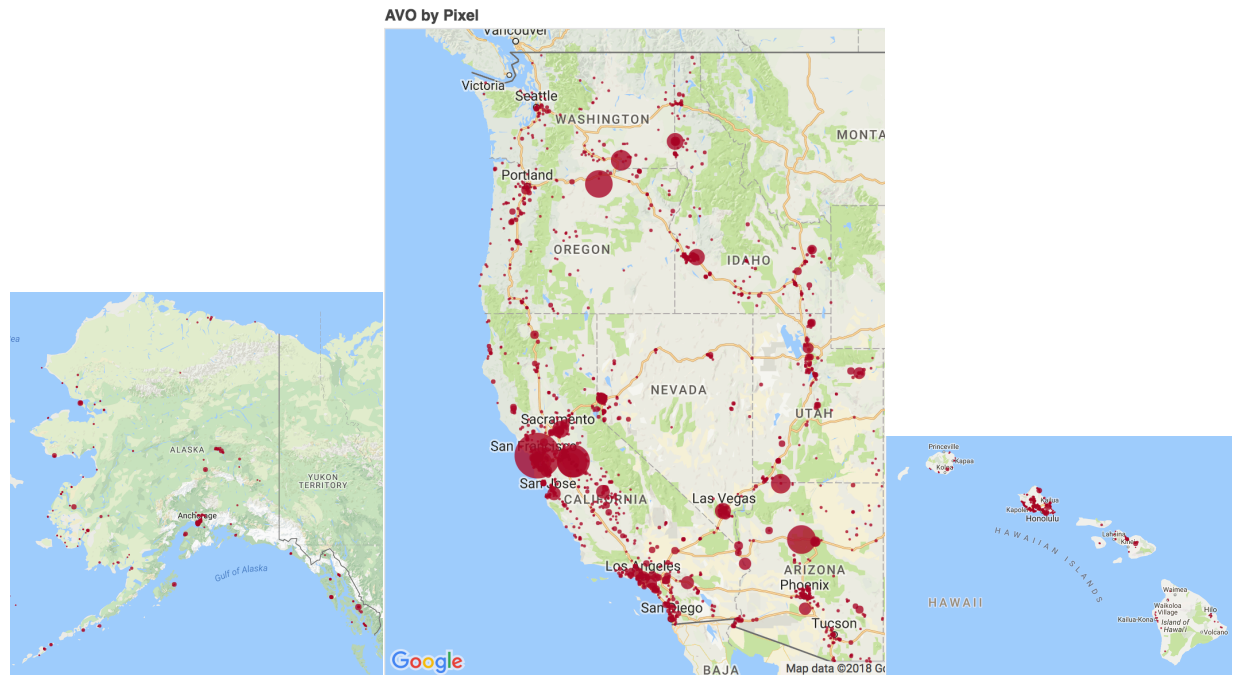 AVO by Pixel
Vancouver
Victoria
Seattle
WASHINGTON
MONTA
Portland
OREGON
IDAHO
NEVADA
UTAH
Sacramento
San Francisco
San Jose
CALIFORNIA
Las Vegas
Los Angeles
ARIZONA
Phoenix
San Diego
Tucson
BAJA
Google
Map data ©2018 Go
ea
ALASKA
YUKON
TERRITORY
Anchorage
Gulf of Alaska
Princeville
Kapaa
Koloa
Kailua
Kapolei
Honolulu
Lahaina
HAWAIIAN ISLANDS
HAWAII
Waimea
Waikoloa
Village
Hilo
Kailua-Kona
Island of
Hawai'i
Volcano